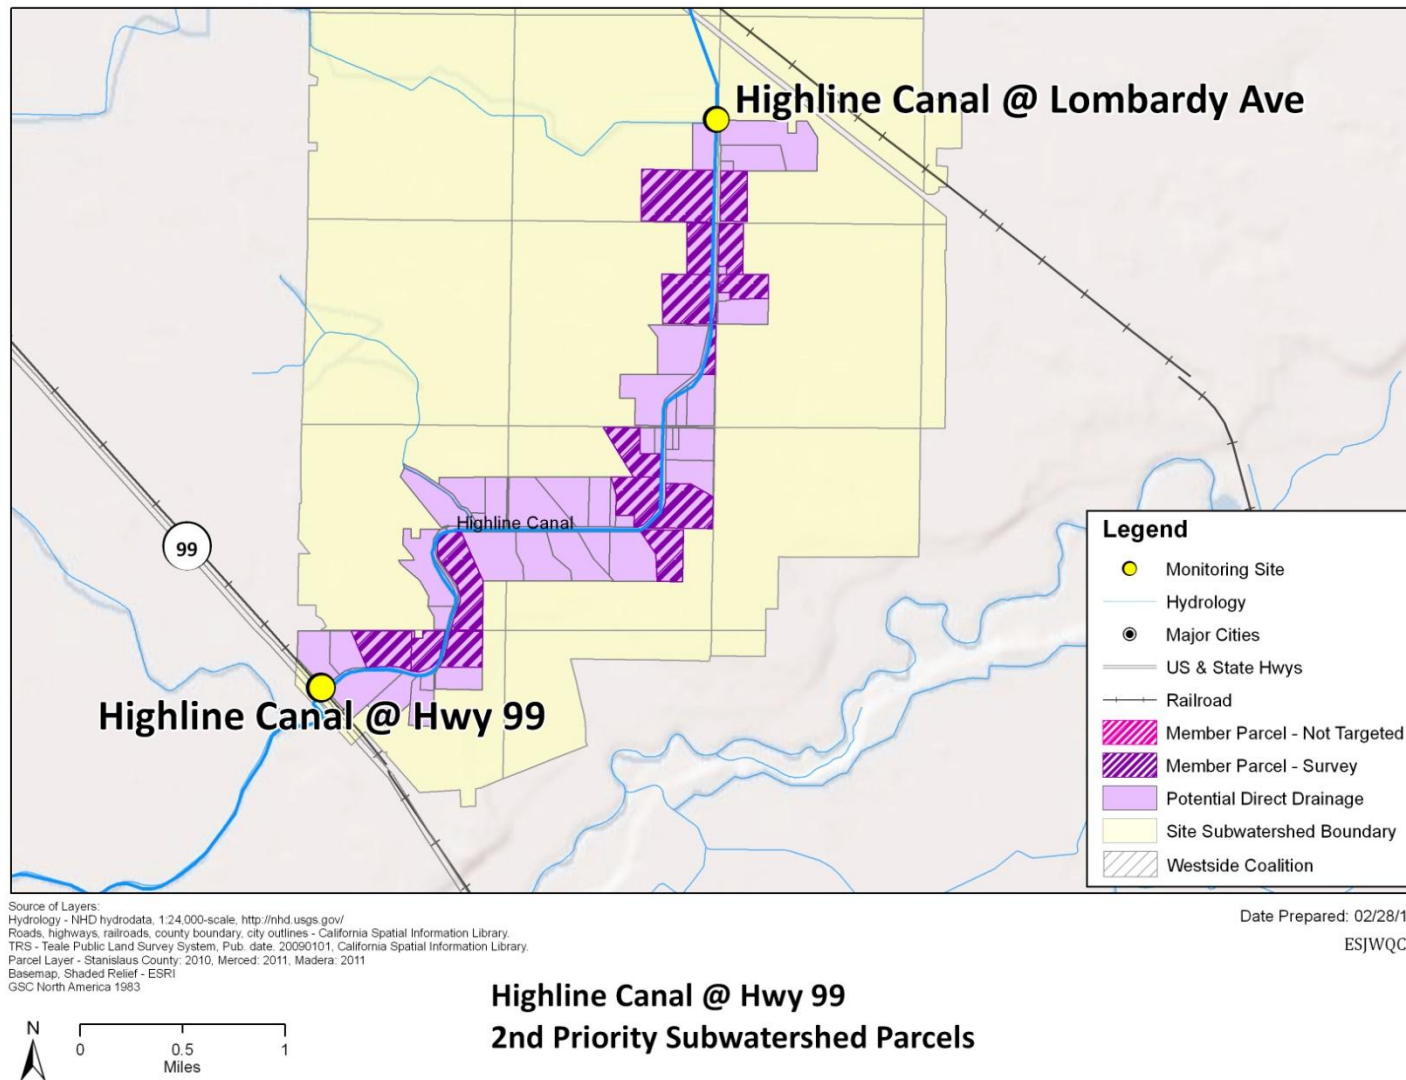 Highline Canal @ Lombardy Ave
Highline Canal
99
Highline Canal @ Hwy 99
Legend
Monitoring Site
Hydrology
Major Cities
US & State Hwys
Railroad
Member Parcel - Not Targeted
Member Parcel - Survey
Potential Direct Drainage
Site Subwatershed Boundary
Westside Coalition
Source of Layers:
Hydrology - NHD hydrodata, 1:24,000-scale, http://nhd.usgs.gov/
Roads, highways, railroads, county boundary, city outlines - California Spatial Information Library.
TRS - Teale Public Land Survey System, Pub. date. 20090101, California Spatial Information Library.
Parcel Layer - Stanislaus County: 2010, Merced: 2011, Madera: 2011
Basemap, Shaded Relief - ESRI
GSC North America 1983
Date Prepared: 02/28/1
ESJWQC
N
0 0.5 1
Miles
Highline Canal @ Hwy 99
2nd Priority Subwatershed Parcels